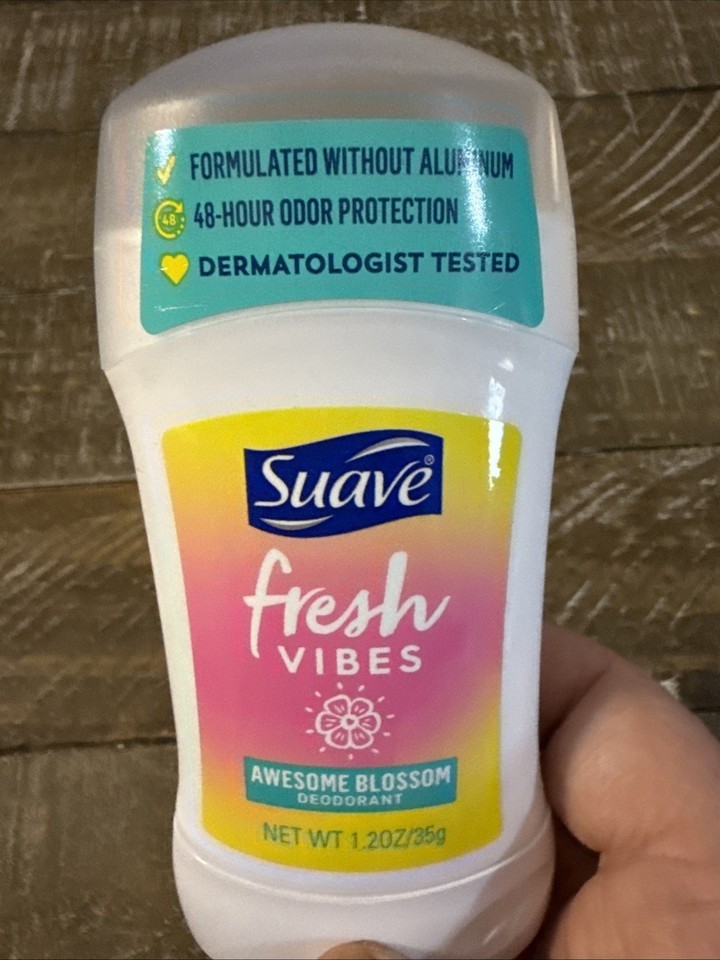 FORMULATED WITHOUT ALUMINUM
48
48-HOUR ODOR PROTECTION
DERMATOLOGIST TESTED
Suave®
fresh
VIBES
AWESOME BLOSSOM
DEODORANT
NET WT 1.2OZ/35g